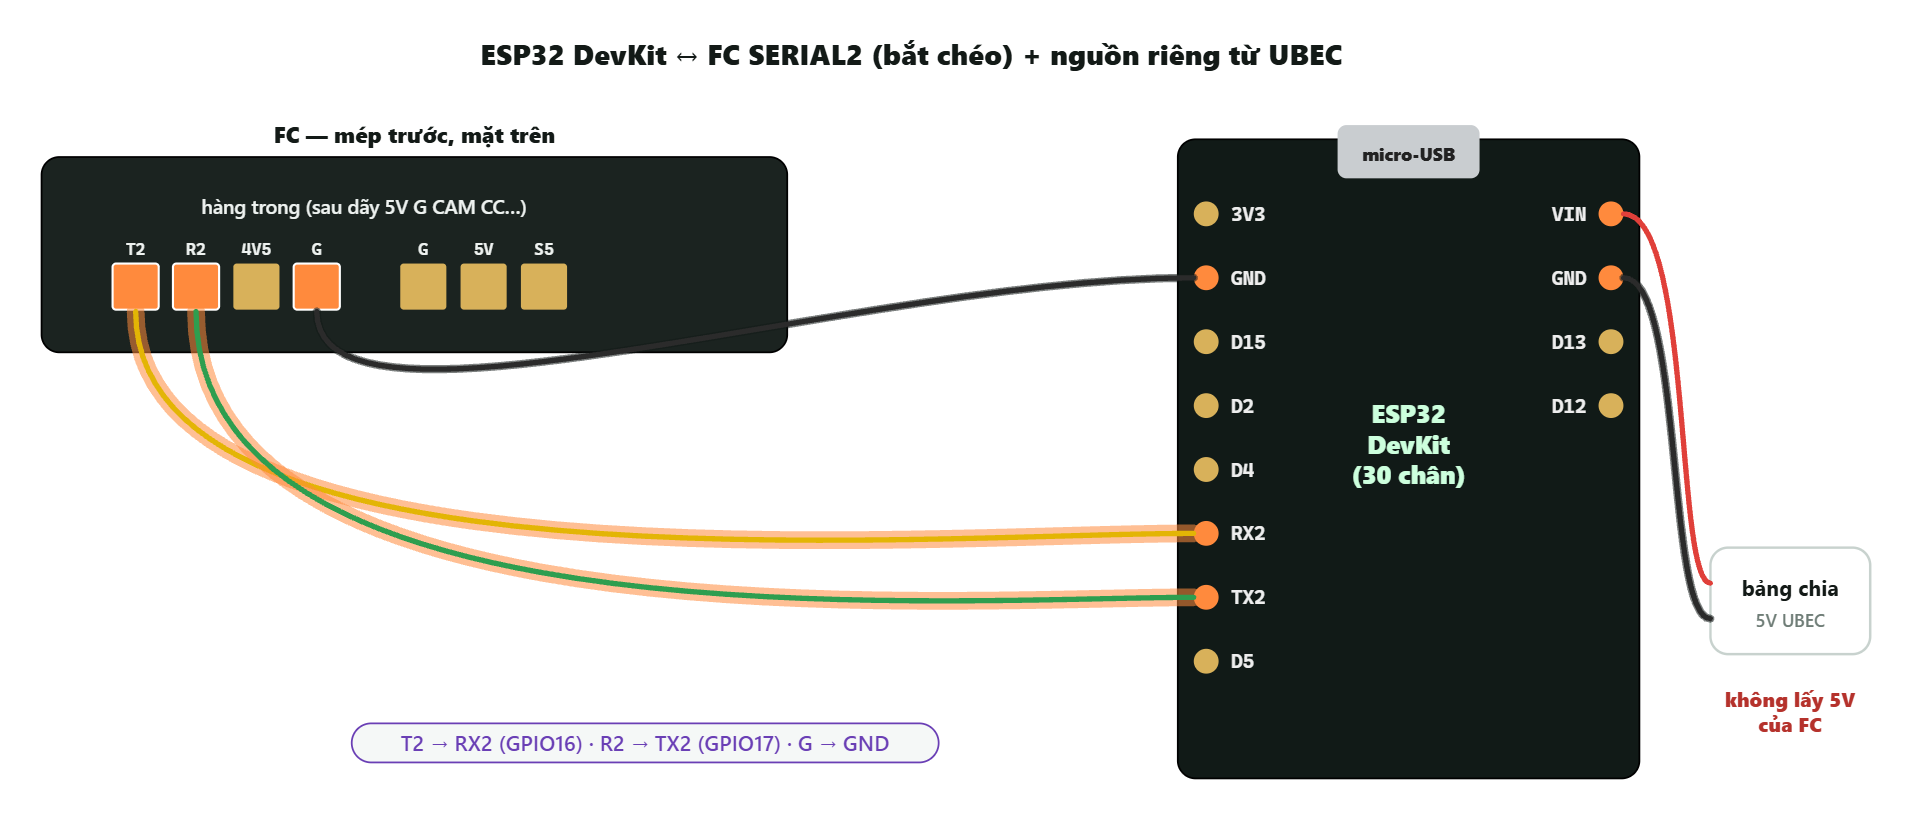 ESP32 DevKit ↔ FC SERIAL2 (bắt chéo) + nguồn riêng từ UBEC
FC — mép trước, mặt trên
hàng trong (sau dãy 5V G CAM CC...)
T2 R2 4V5 G G 5V S5
micro-USB
3V3 VIN
GND GND
D15 D13
D2 D12
ESP32
DevKit
(30 chân)
D4
RX2
TX2
D5
bảng chia
5V UBEC
không lấy 5V
của FC
T2 → RX2 (GPIO16) · R2 → TX2 (GPIO17) · G → GND